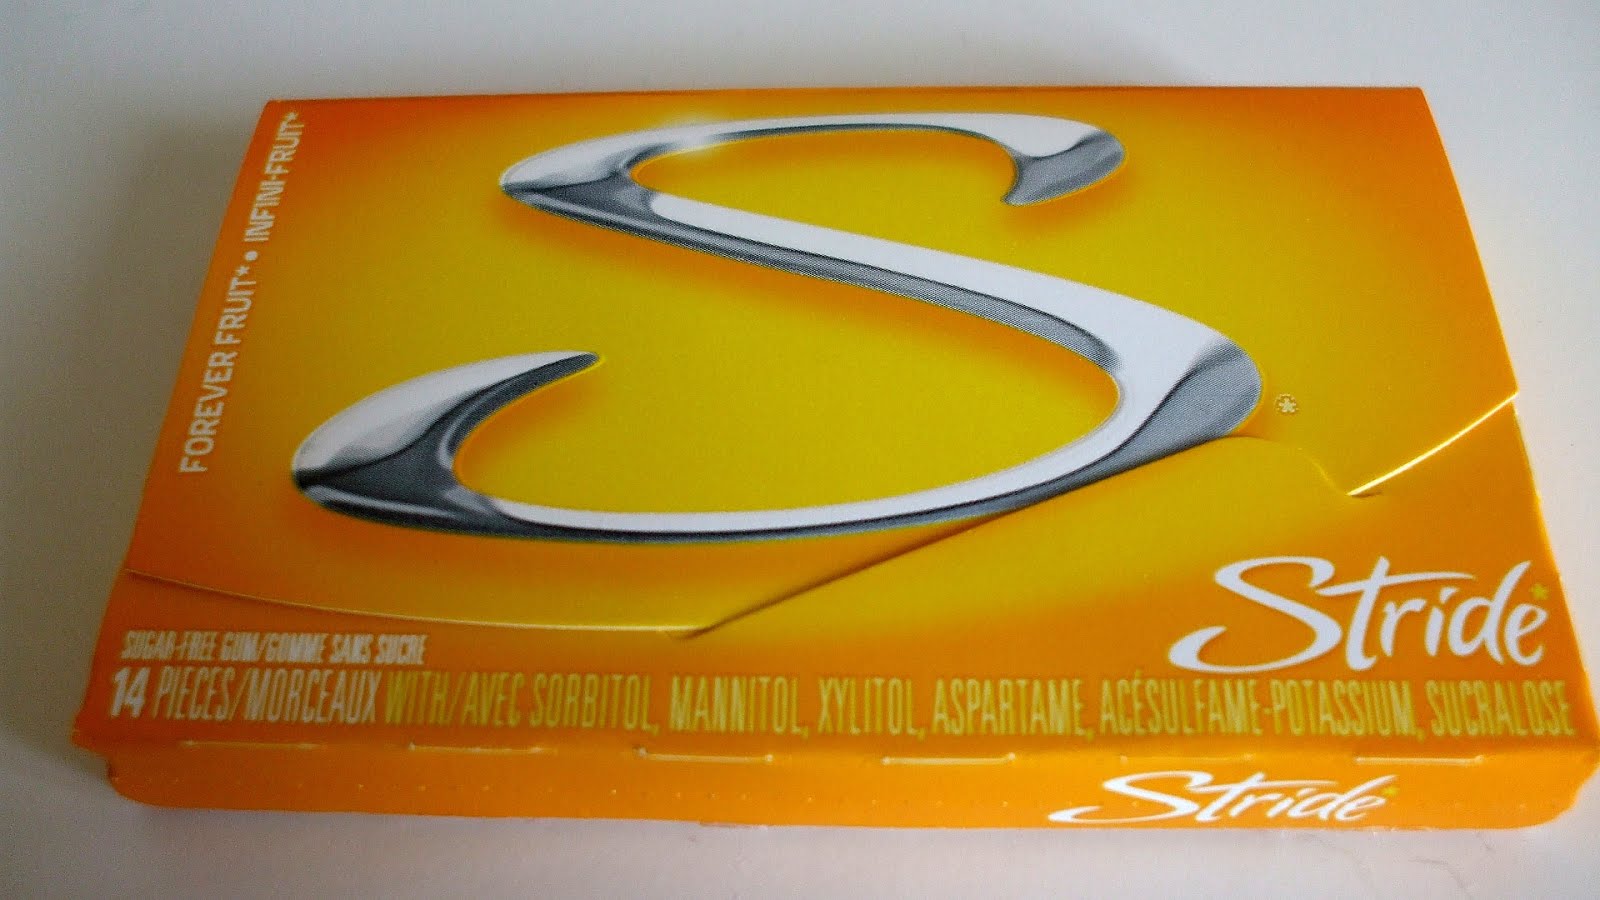 FOREVER FRUIT* • INFINI-FRUIT*
S*
Stride*
SUGAR-FREE GUM/GOMME SANS SUCRE
14 PIECES/MORCEAUX WITH/AVEC SORBITOL, MANNITOL, XYLITOL, ASPARTAME, ACÉSULFAME-POTASSIUM, SUCRALOSE
Stride*